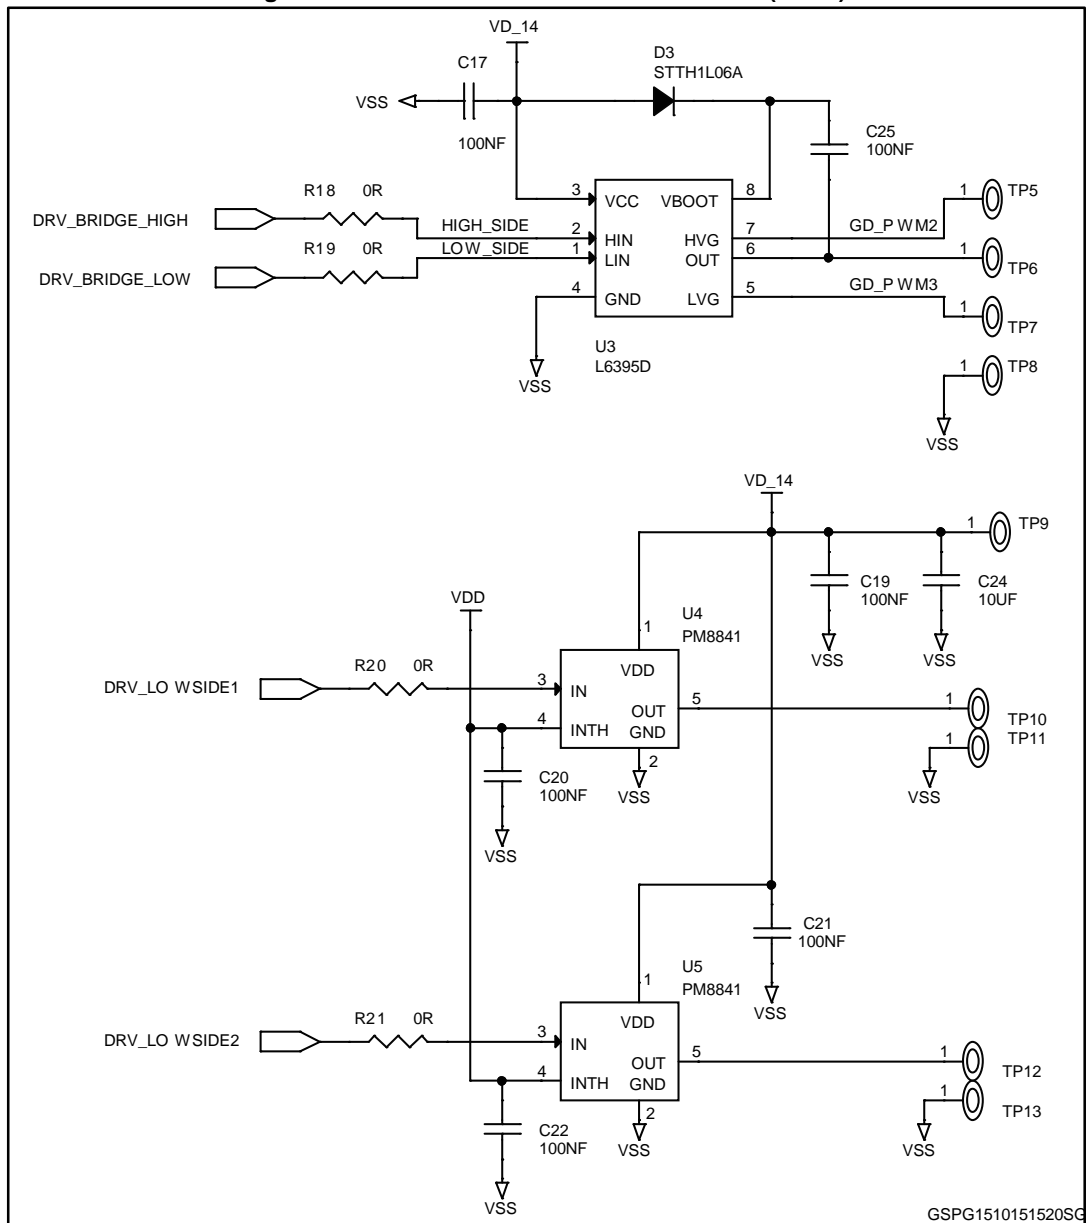 VD_14
C17
D3
STTH1L06A
VSS
100NF
C25
100NF
R18 0R
3 VCC VBOOT 8
1 TP5
DRV_BRIDGE_HIGH
HIGH_SIDE 2 HIN HVG 7 GD_PWM2
R19 0R
LOW_SIDE 1 LIN OUT 6
1 TP6
DRV_BRIDGE_LOW
4 GND LVG 5 GD_PWM3
1 TP7
U3
L6395D
VSS
1 TP8
VSS
VD_14
1 TP9
C19
100NF
C24
10UF
VDD
U4
PM8841
1
VSS
VSS
VDD
R20 0R
DRV_LO WSIDE1
3 IN
OUT 5
1 TP10
4 INTH
GND
1 TP11
2
C20
100NF
VSS
VSS
VSS
C21
100NF
U5
PM8841
1
VSS
VDD
R21 0R
DRV_LO WSIDE2
3 IN
OUT 5
1 TP12
4 INTH
GND
1 TP13
2
C22
100NF
VSS
VSS
VSS
GSPG1510151520SG